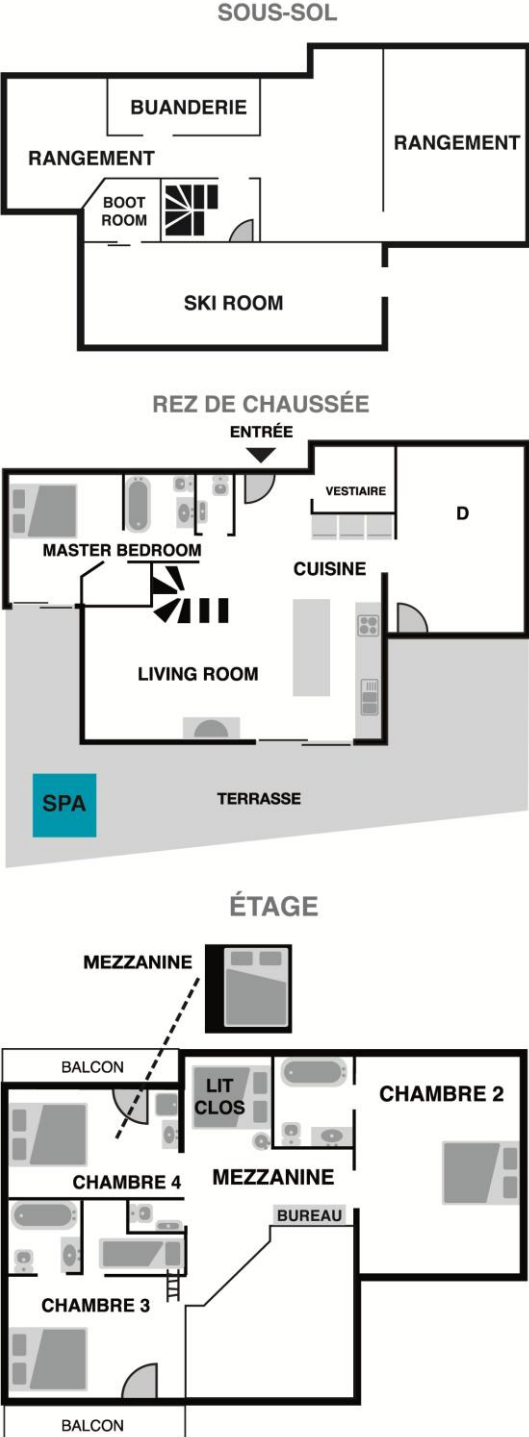 SOUS-SOL
BUANDERIE
RANGEMENT
RANGEMENT
BOOT
ROOM
SKI ROOM
REZ DE CHAUSSÉE
ENTRÉE
VESTIAIRE
D
MASTER BEDROOM
CUISINE
LIVING ROOM
SPA
TERRASSE
ÉTAGE
MEZZANINE
BALCON
LIT
CLOS
CHAMBRE 2
CHAMBRE 4
MEZZANINE
BUREAU
CHAMBRE 3
BALCON